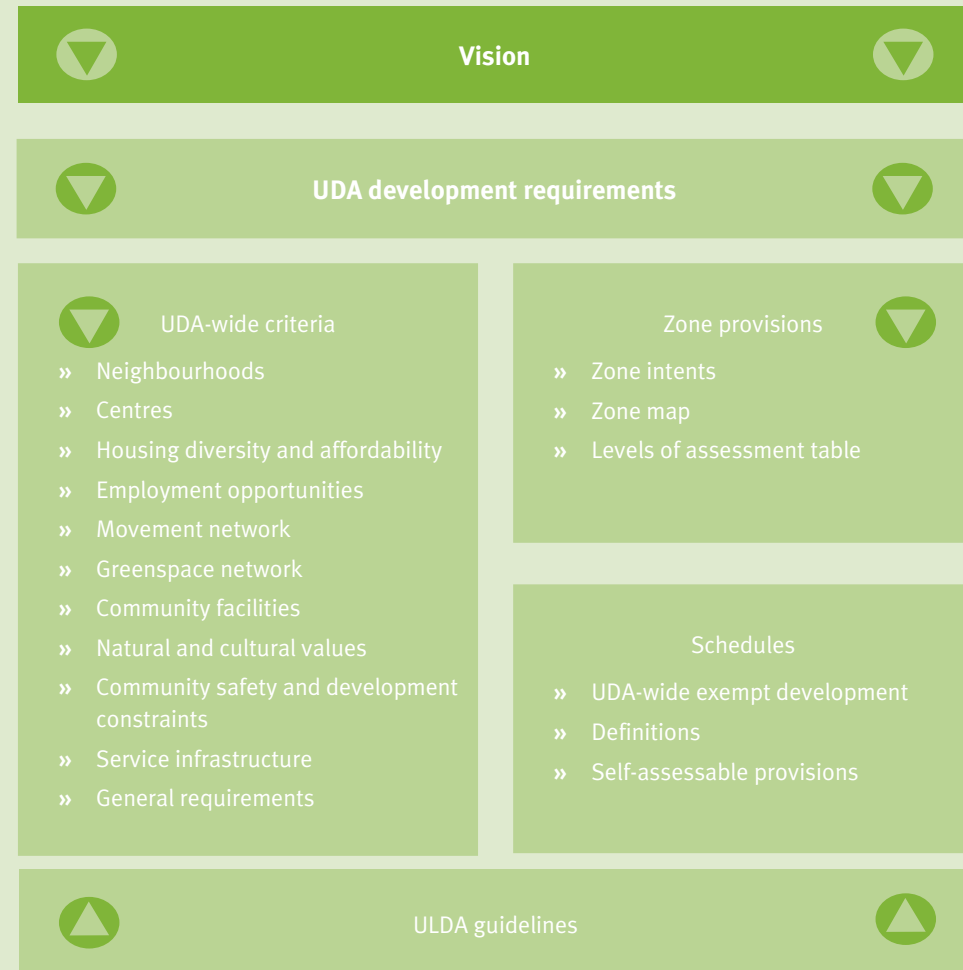 Vision
UDA development requirements
UDA-wide criteria
» Neighbourhoods
» Centres
» Housing diversity and affordability
» Employment opportunities
» Movement network
» Greenspace network
» Community facilities
» Natural and cultural values
» Community safety and development
constraints
» Service infrastructure
» General requirements
Zone provisions
» Zone intents
» Zone map
» Levels of assessment table
Schedules
» UDA-wide exempt development
» Definitions
» Self-assessable provisions
ULDA guidelines